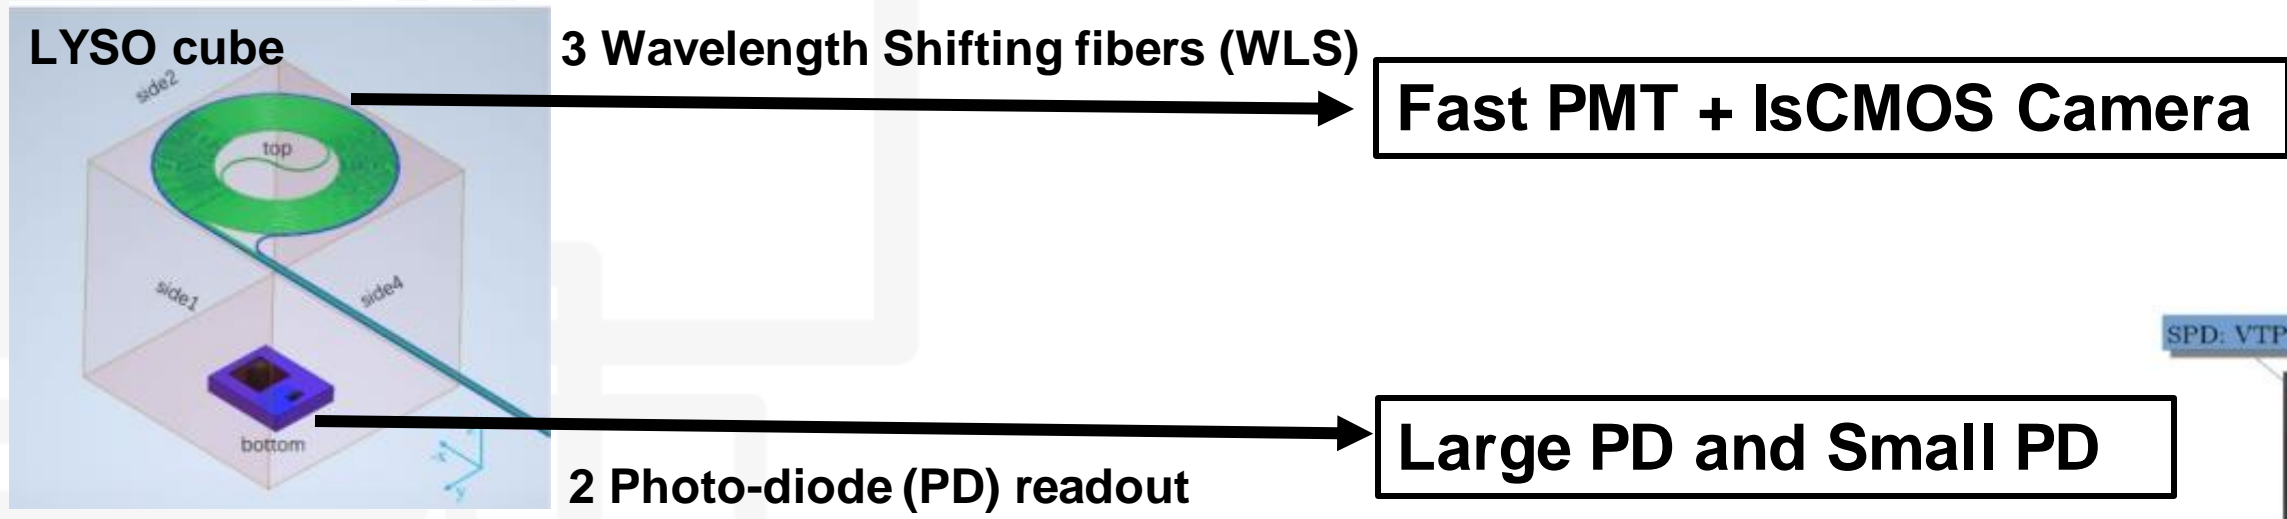 LYSO cube
3 Wavelength Shifting fibers (WLS)
Fast PMT + IsCMOS Camera
side2
top
side1
side4
bottom
-x
y
SPD: VTP
Large PD and Small PD
2 Photo-diode (PD) readout